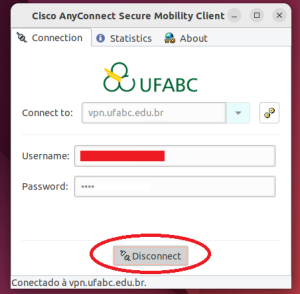 Cisco AnyConnect Secure Mobility Client
Connection Statistics About
UFABC
Connect to: vpn.ufabc.edu.br
Username:
Password: ••••
Disconnect
Conectado à vpn.ufabc.edu.br.